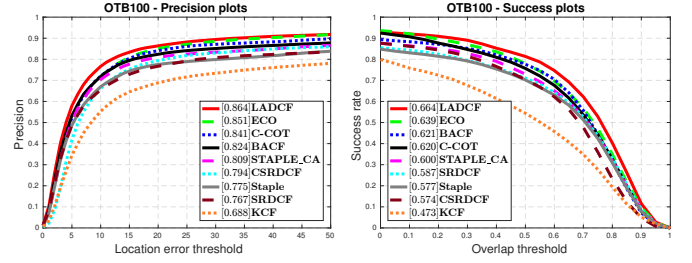 OTB100 - Precision plots
Precision
1
0.9
0.8
0.7
0.6
0.5
0.4
0.3
0.2
0.1
0
[0.864]LADCF
[0.851]ECO
[0.841]C-COT
[0.824]BACF
[0.809]STAPLE_CA
[0.794]CSRDCF
[0.775]Staple
[0.767]SRDCF
[0.688]KCF
0 5 10 15 20 25 30 35 40 45 50
Location error threshold
OTB100 - Success plots
Success rate
1
0.9
0.8
0.7
0.6
0.5
0.4
0.3
0.2
0.1
0
[0.664]LADCF
[0.639]ECO
[0.621]BACF
[0.620]C-COT
[0.600]STAPLE_CA
[0.587]SRDCF
[0.577]Staple
[0.574]CSRDCF
[0.473]KCF
0 0.1 0.2 0.3 0.4 0.5 0.6 0.7 0.8 0.9 1
Overlap threshold